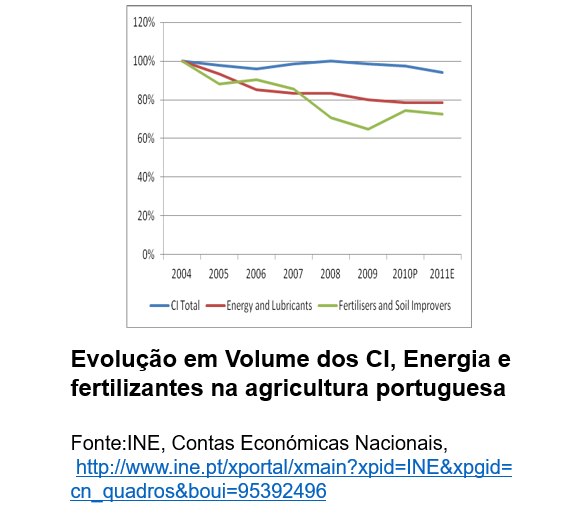 120%
100%
80%
60%
40%
20%
0%
2004 2005 2006 2007 2008 2009 2010P 2011E
CI Total Energy and Lubricants Fertilisers and Soil Improvers
Evolução em Volume dos CI, Energia e
fertilizantes na agricultura portuguesa
Fonte:INE, Contas Económicas Nacionais,
http://www.ine.pt/xportal/xmain?xpid=INE&xpgid=
cn_quadros&boui=95392496